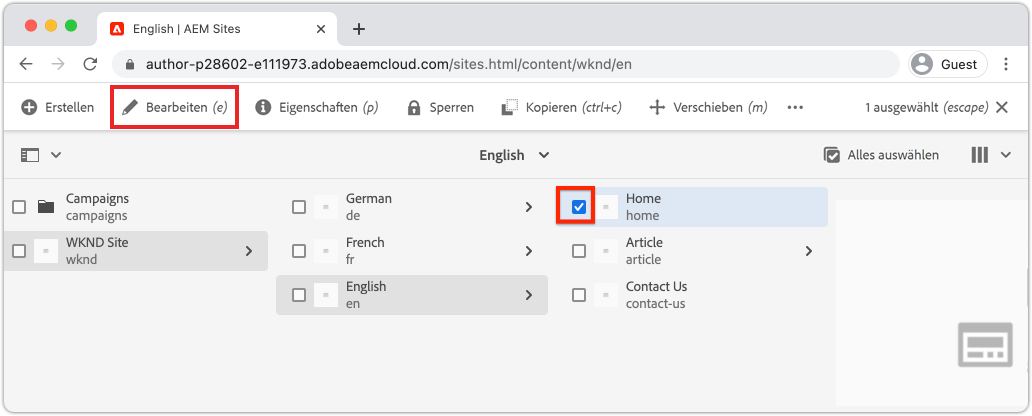 English | AEM Sites
author-p28602-e111973.adobeaemcloud.com/sites.html/content/wknd/en
Guest
Erstellen
Bearbeiten (e)
Eigenschaften (p)
Sperren
Kopieren (ctrl+c)
Verschieben (m)
1 ausgewählt (escape)
English
Alles auswählen
Campaigns
campaigns
WKND Site
wknd
German
de
French
fr
English
en
Home
home
Article
article
Contact Us
contact-us